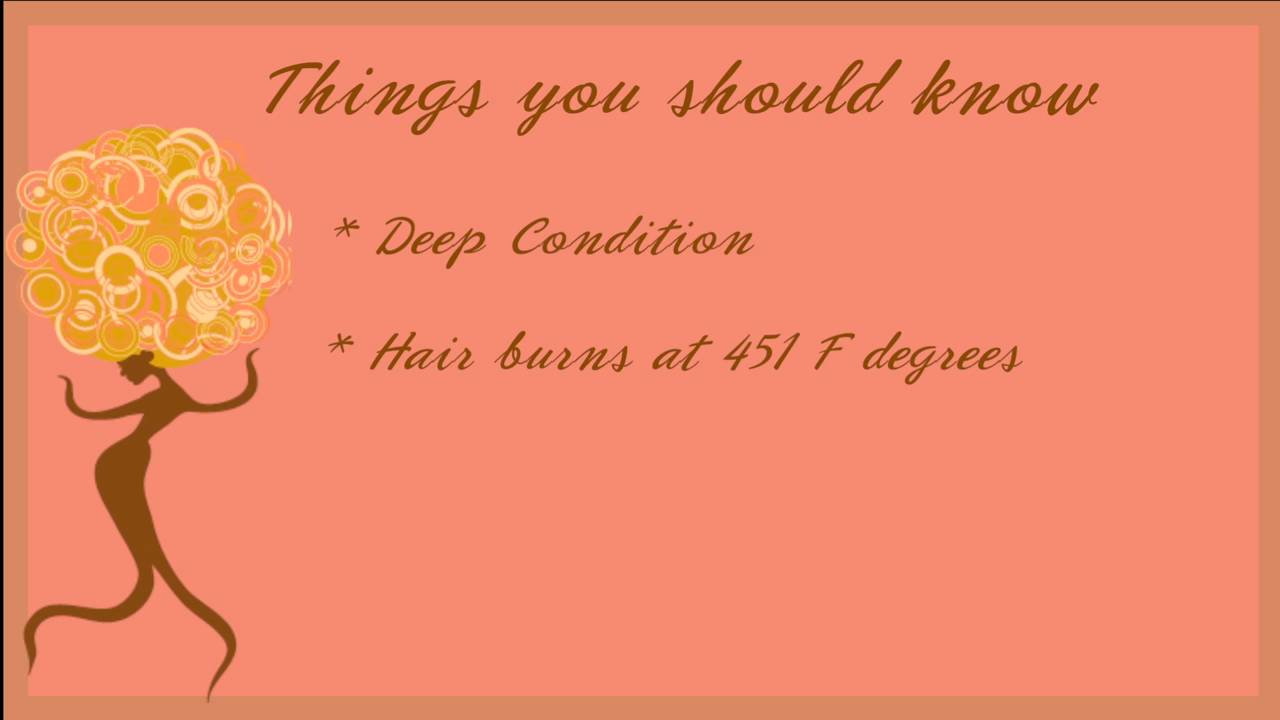 Things you should know
* Deep Condition
* Hair burns at 451 F degrees